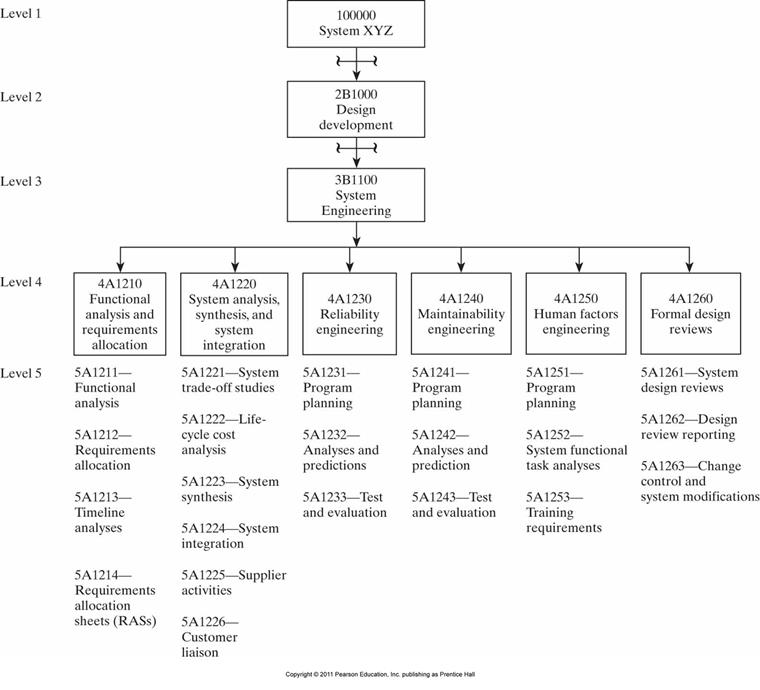 Level 1
100000
System XYZ
Level 2
2B1000
Design
development
Level 3
3B1100
System
Engineering
Level 4
4A1210
Functional
analysis and
requirements
allocation
4A1220
System analysis,
synthesis, and
system
integration
4A1230
Reliability
engineering
4A1240
Maintainability
engineering
4A1250
Human factors
engineering
4A1260
Formal design
reviews
Level 5
5A1211—
Functional
analysis
5A1212—
Requirements
allocation
5A1213—
Timeline
analyses
5A1214—
Requirements
allocation
sheets (RASs)
5A1221—System
trade-off studies
5A1222—Life-
cycle cost
analysis
5A1223—System
synthesis
5A1224—System
integration
5A1225—Supplier
activities
5A1226—
Customer
liaison
5A1231—
Program
planning
5A1232—
Analyses and
predictions
5A1233—Test
and evaluation
5A1241—
Program
planning
5A1242—
Analyses and
prediction
5A1243—Test
and evaluation
5A1251—
Program
planning
5A1252—
System functional
task analyses
5A1253—
Training
requirements
5A1261—System
design reviews
5A1262—Design
review reporting
5A1263—Change
control and
system modifications
Copyright © 2011 Pearson Education, Inc. publishing as Prentice Hall